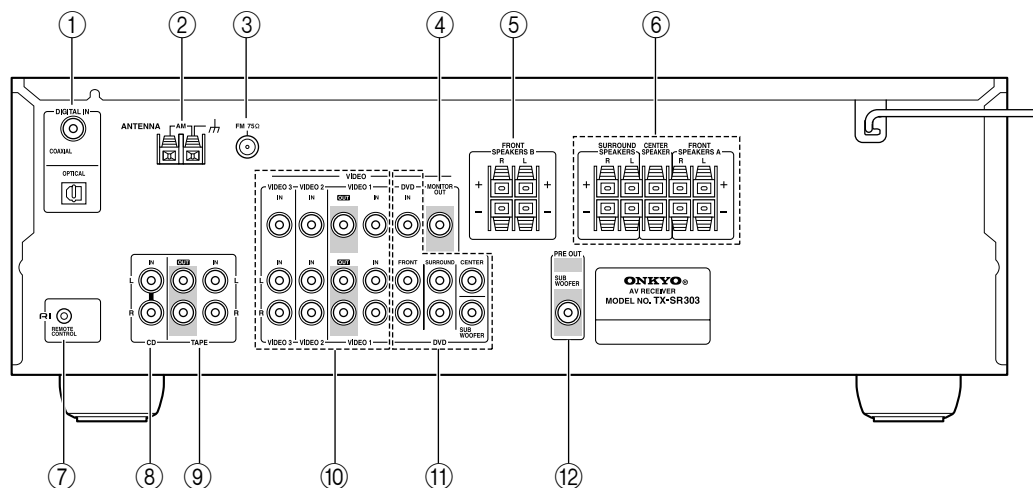 ① ② ③ ④ ⑤ ⑥
DIGITAL IN
COAXIAL
OPTICAL
ANTENNA
AM
FM 75Ω
VIDEO
VIDEO 3 VIDEO 2 VIDEO 1 DVD MONITOR OUT
IN IN OUT IN IN
IN IN OUT IN FRONT SURROUND CENTER
L
R
SUB WOOFER
VIDEO 3 VIDEO 2 VIDEO 1 DVD
FRONT
SPEAKERS B
R L
+ +
− −
SURROUND SPEAKERS CENTER SPEAKER FRONT SPEAKERS A
R L R L
+ +
− −
PRE OUT
SUB
WOOFER
ONKYO®
AV RECEIVER
MODEL NO. TX-SR303
RI
REMOTE
CONTROL
IN OUT IN
L L
R R
CD TAPE
⑦ ⑧ ⑨ ⑩ ⑪ ⑫